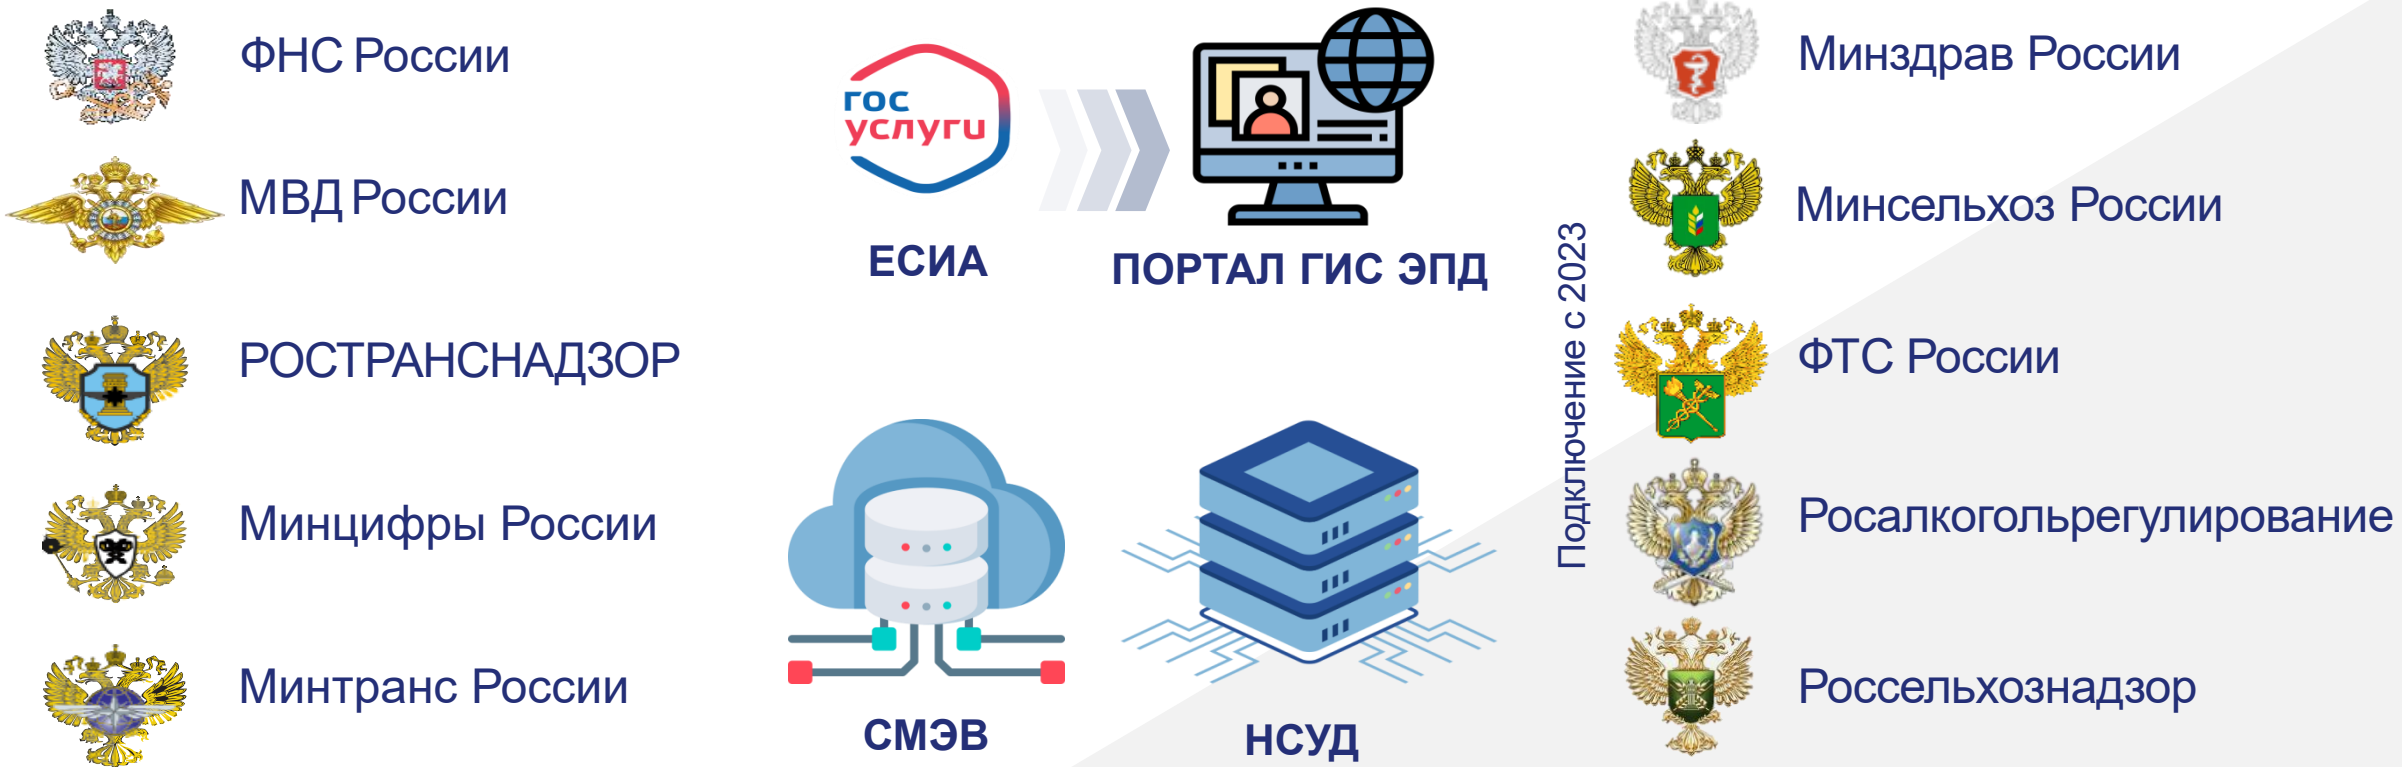 ФНС России
МВД России
РОСТРАНСНАДЗОР
Минцифры России
Минтранс России
гос
услуги
ЕСИА
ПОРТАЛ ГИС ЭПД
СМЭВ
НСУД
Подключение с 2023
Минздрав России
Минсельхоз России
ФТС России
Росалкогольрегулирование
Россельхознадзор